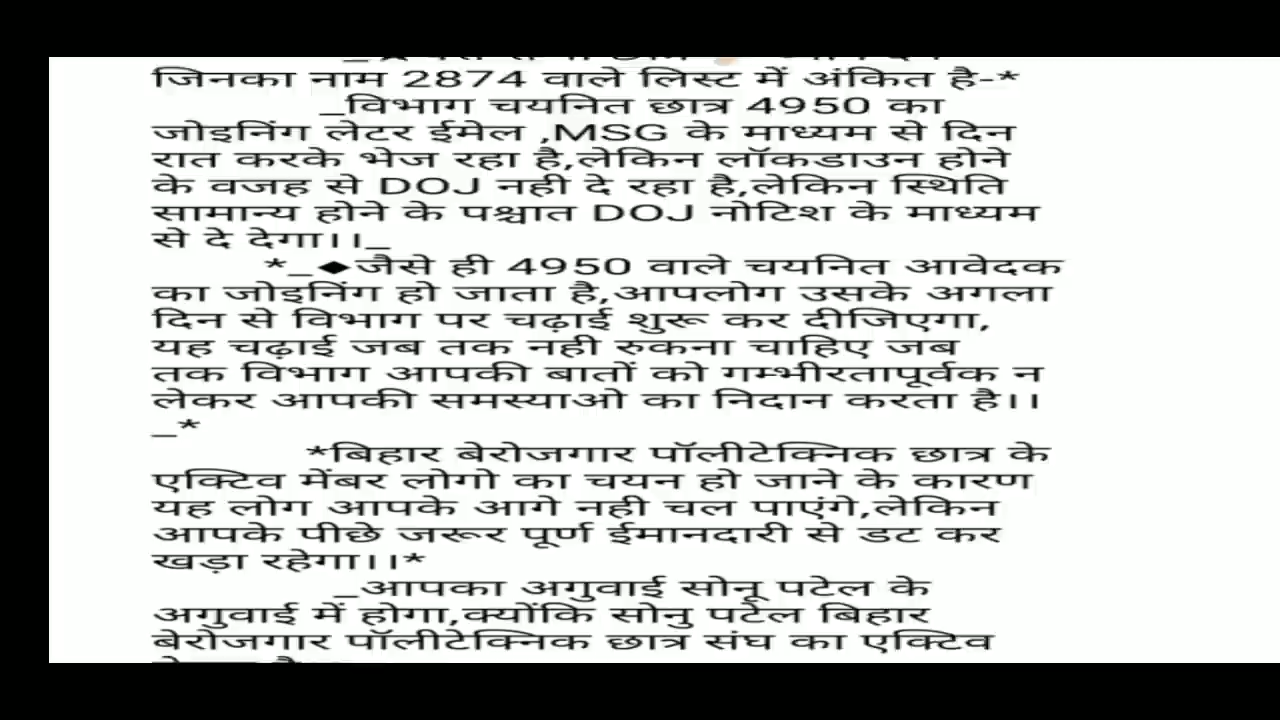 जिनका नाम 2874 वाले लिस्ट में अंकित है-*
_विभाग चयनित छात्र 4950 का
जोइनिंग लेटर ईमेल ,MSG के माध्यम से दिन
रात करके भेज रहा है,लेकिन लॉकडाउन होने
के वजह से DOJ नही दे रहा है,लेकिन स्थिति
सामान्य होने के पश्चात DOJ नोटिश के माध्यम
से दे देगा।।_
*_◆जैसे ही 4950 वाले चयनित आवेदक
का जोइनिंग हो जाता है,आपलोग उसके अगला
दिन से विभाग पर चढ़ाई शुरू कर दीजिएगा,
यह चढ़ाई जब तक नही रुकना चाहिए जब
तक विभाग आपकी बातों को गम्भीरतापूर्वक न
लेकर आपकी समस्याओ का निदान करता है।।
_*
*बिहार बेरोजगार पॉलीटेक्निक छात्र के
एक्टिव मेंबर लोगो का चयन हो जाने के कारण
यह लोग आपके आगे नही चल पाएंगे,लेकिन
आपके पीछे जरूर पूर्ण ईमानदारी से डट कर
खड़ा रहेगा।।*
_आपका अगुवाई सोनू पटेल के
अगुवाई में होगा,क्योंकि सोनु पटेल बिहार
बेरोजगार पॉलीटेक्निक छात्र संघ का एक्टिव